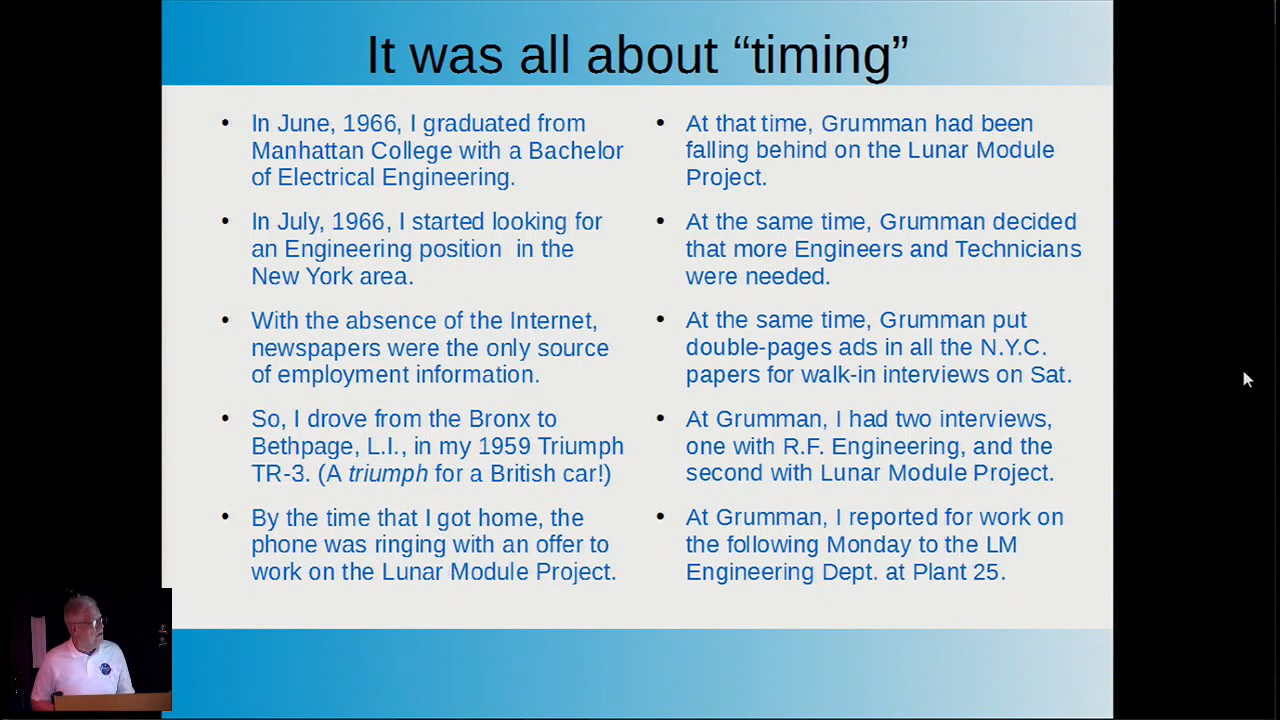 It was all about “timing”
• In June, 1966, I graduated from
Manhattan College with a Bachelor
of Electrical Engineering.
• In July, 1966, I started looking for
an Engineering position  in the
New York area.
• With the absence of the Internet,
newspapers were the only source
of employment information.
• So, I drove from the Bronx to
Bethpage, L.I., in my 1959 Triumph
TR-3. (A triumph for a British car!)
• By the time that I got home, the
phone was ringing with an offer to
work on the Lunar Module Project.
• At that time, Grumman had been
falling behind on the Lunar Module
Project.
• At the same time, Grumman decided
that more Engineers and Technicians
were needed.
• At the same time, Grumman put
double-pages ads in all the N.Y.C.
papers for walk-in interviews on Sat.
• At Grumman, I had two interviews,
one with R.F. Engineering, and the
second with Lunar Module Project.
• At Grumman, I reported for work on
the following Monday to the LM
Engineering Dept. at Plant 25.